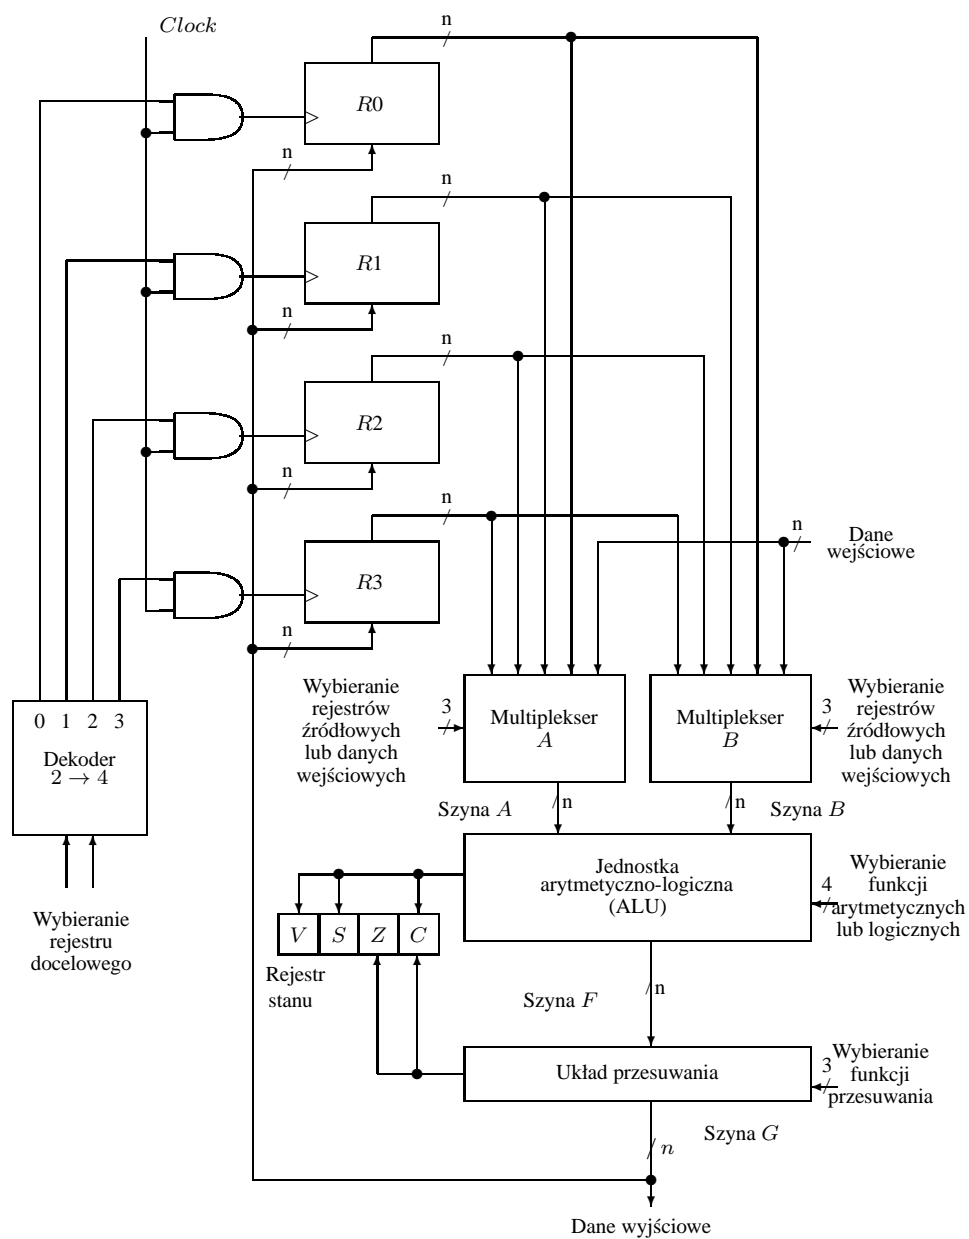 Clock
n
R0
n
n
R1
n
n
R2
n
n
n
Dane
wejściowe
R3
n
Wybieranie
rejestrów
źródłowych
lub danych
wejściowych
3
Multiplekser
A
Multiplekser
B
3
Wybieranie
rejestrów
źródłowych
lub danych
wejściowych
0 1 2 3
Dekoder
2 → 4
Szyna A
n
n
Szyna B
Jednostka
arytmetyczno-logiczna
(ALU)
4
Wybieranie
funkcji
arytmetycznych
lub logicznych
Wybieranie
rejestru
docelowego
V S Z C
Rejestr
stanu
Szyna F
n
Układ przesuwania
3
Wybieranie
funkcji
przesuwania
Szyna G
n
Dane wyjściowe